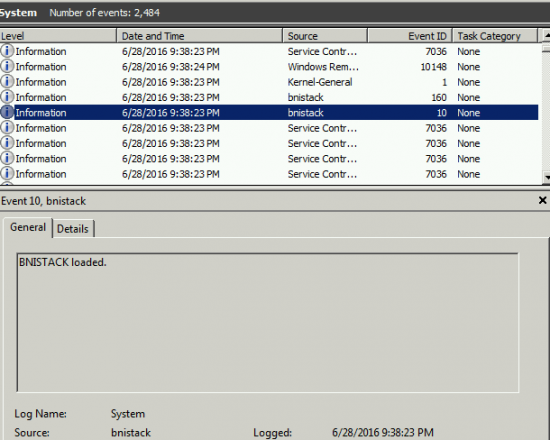 System Number of events: 2,484
Level Date and Time Source Event ID Task Category
Information 6/28/2016 9:38:23 PM Service Contr... 7036 None
Information 6/28/2016 9:38:24 PM Windows Rem... 10148 None
Information 6/28/2016 9:38:23 PM Kernel-General 1 None
Information 6/28/2016 9:38:23 PM bnistack 160 None
Information 6/28/2016 9:38:23 PM bnistack 10 None
Information 6/28/2016 9:38:23 PM Service Contr... 7036 None
Information 6/28/2016 9:38:23 PM Service Contr... 7036 None
Information 6/28/2016 9:38:23 PM Service Contr... 7036 None
Information 6/28/2016 9:38:23 PM Service Contr... 7036 None
Event 10, bnistack
General Details
BNISTACK loaded.
Log Name: System
Source: bnistack Logged: 6/28/2016 9:38:23 PM